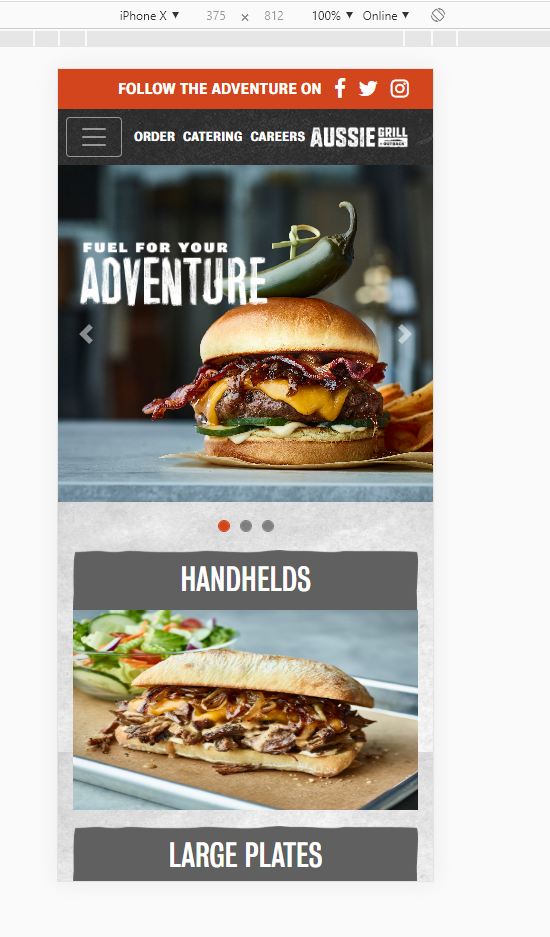 iPhone X ▼ 375 × 812 100% ▼ Online ▼
FOLLOW THE ADVENTURE ON
ORDER CATERING CAREERS AUSSIE GRILL
OUTBACK
FUEL FOR YOUR
ADVENTURE
HANDHELDS
LARGE PLATES